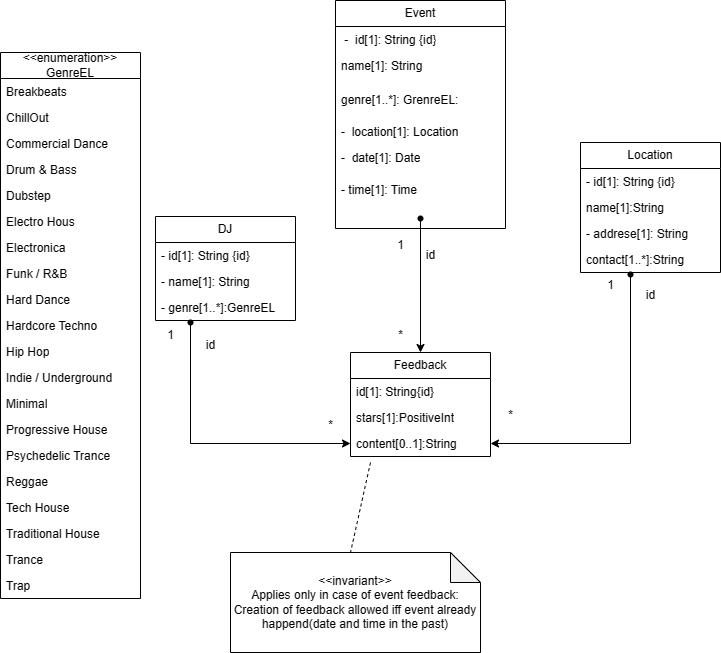 <<enumeration>>
GenreEL
Breakbeats
ChillOut
Commercial Dance
Drum & Bass
Dubstep
Electro Hous
Electronica
Funk / R&B
Hard Dance
Hardcore Techno
Hip Hop
Indie / Underground
Minimal
Progressive House
Psychedelic Trance
Reggae
Tech House
Traditional House
Trance
Trap
DJ
- id[1]: String {id}
- name[1]: String
- genre[1..*]:GenreEL
1
id
*
Event
- id[1]: String {id}
name[1]: String
genre[1..*]: GrenreEL:
- location[1]: Location
- date[1]: Date
- time[1]: Time
1
id
*
Location
- id[1]: String {id}
name[1]:String
- addrese[1]: String
contact[1..*]:String
1
id
*
Feedback
id[1]: String{id}
stars[1]:PositiveInt
content[0..1]:String
<<invariant>>
Applies only in case of event feedback:
Creation of feedback allowed iff event already
happend(date and time in the past)